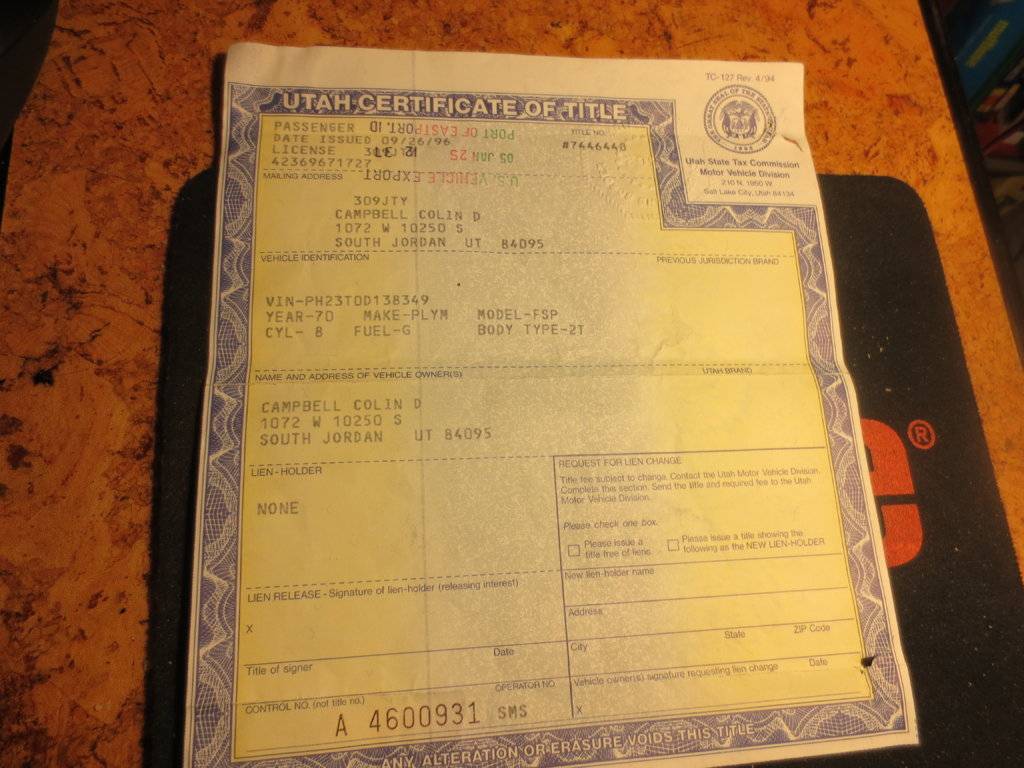 TC-127 Rev. 4/94
UTAH CERTIFICATE OF TITLE
PASSENGER
TITLE NO.
DATE ISSUED 09/26/96
#7446440
LICENSE
42369671727
U.S. VEHICLE EXPORT
05 JUN 25
PORT OF EASTPORT, ID
Utah State Tax Commission
Motor Vehicle Division
210 N. 1950 W
Salt Lake City, Utah 84134
MAILING ADDRESS
309JTY
CAMPBELL COLIN D
1072 W 10250 S
SOUTH JORDAN UT 84095
VEHICLE IDENTIFICATION
PREVIOUS JURISDICTION BRAND
VIN-PH23TOD138349
YEAR-70 MAKE-PLYM MODEL-FSP
CYL- 8 FUEL-G BODY TYPE-2T
NAME AND ADDRESS OF VEHICLE OWNER(S)
UTAH BRAND
CAMPBELL COLIN D
1072 W 10250 S
SOUTH JORDAN UT 84095
LIEN-HOLDER
NONE
REQUEST FOR LIEN CHANGE
Title fee subject to change. Contact the Utah Motor Vehicle Division.
Complete this section. Send the title and required fee to the Utah
Motor Vehicle Division.
Please check one box.
Please issue a
title free of liens
Please issue a title showing the
following as the NEW LIEN-HOLDER
New lien-holder name
Address
City
State
ZIP Code
Vehicle owner(s) signature requesting lien change
Date
X
LIEN RELEASE - Signature of lien-holder (releasing interest)
X
Title of signer
Date
CONTROL NO. (not title no.)
OPERATOR NO
A 4600931 SMS
ANY ALTERATION OR ERASURE VOIDS THIS TITLE
®